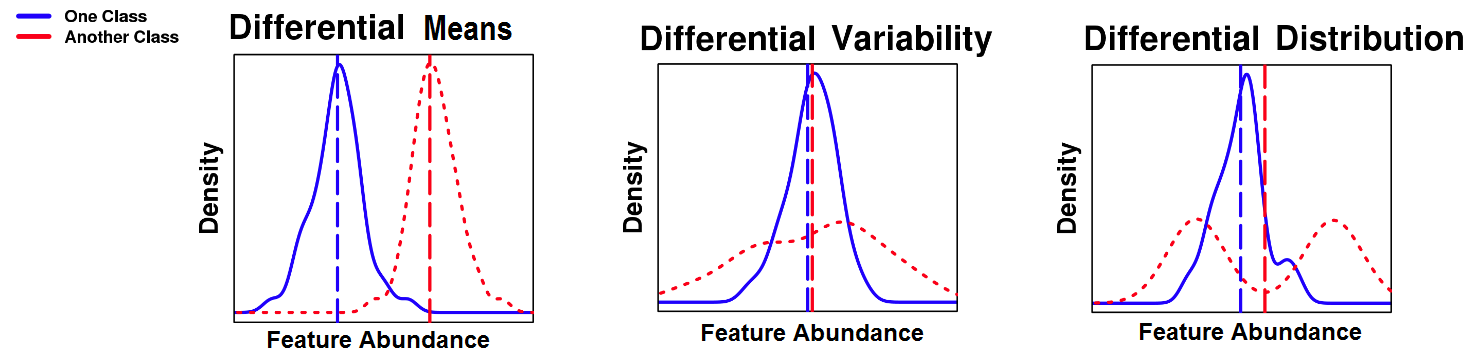 One Class
Another Class
Differential Means
Density
Feature Abundance
Differential Variability
Density
Feature Abundance
Differential Distribution
Density
Feature Abundance